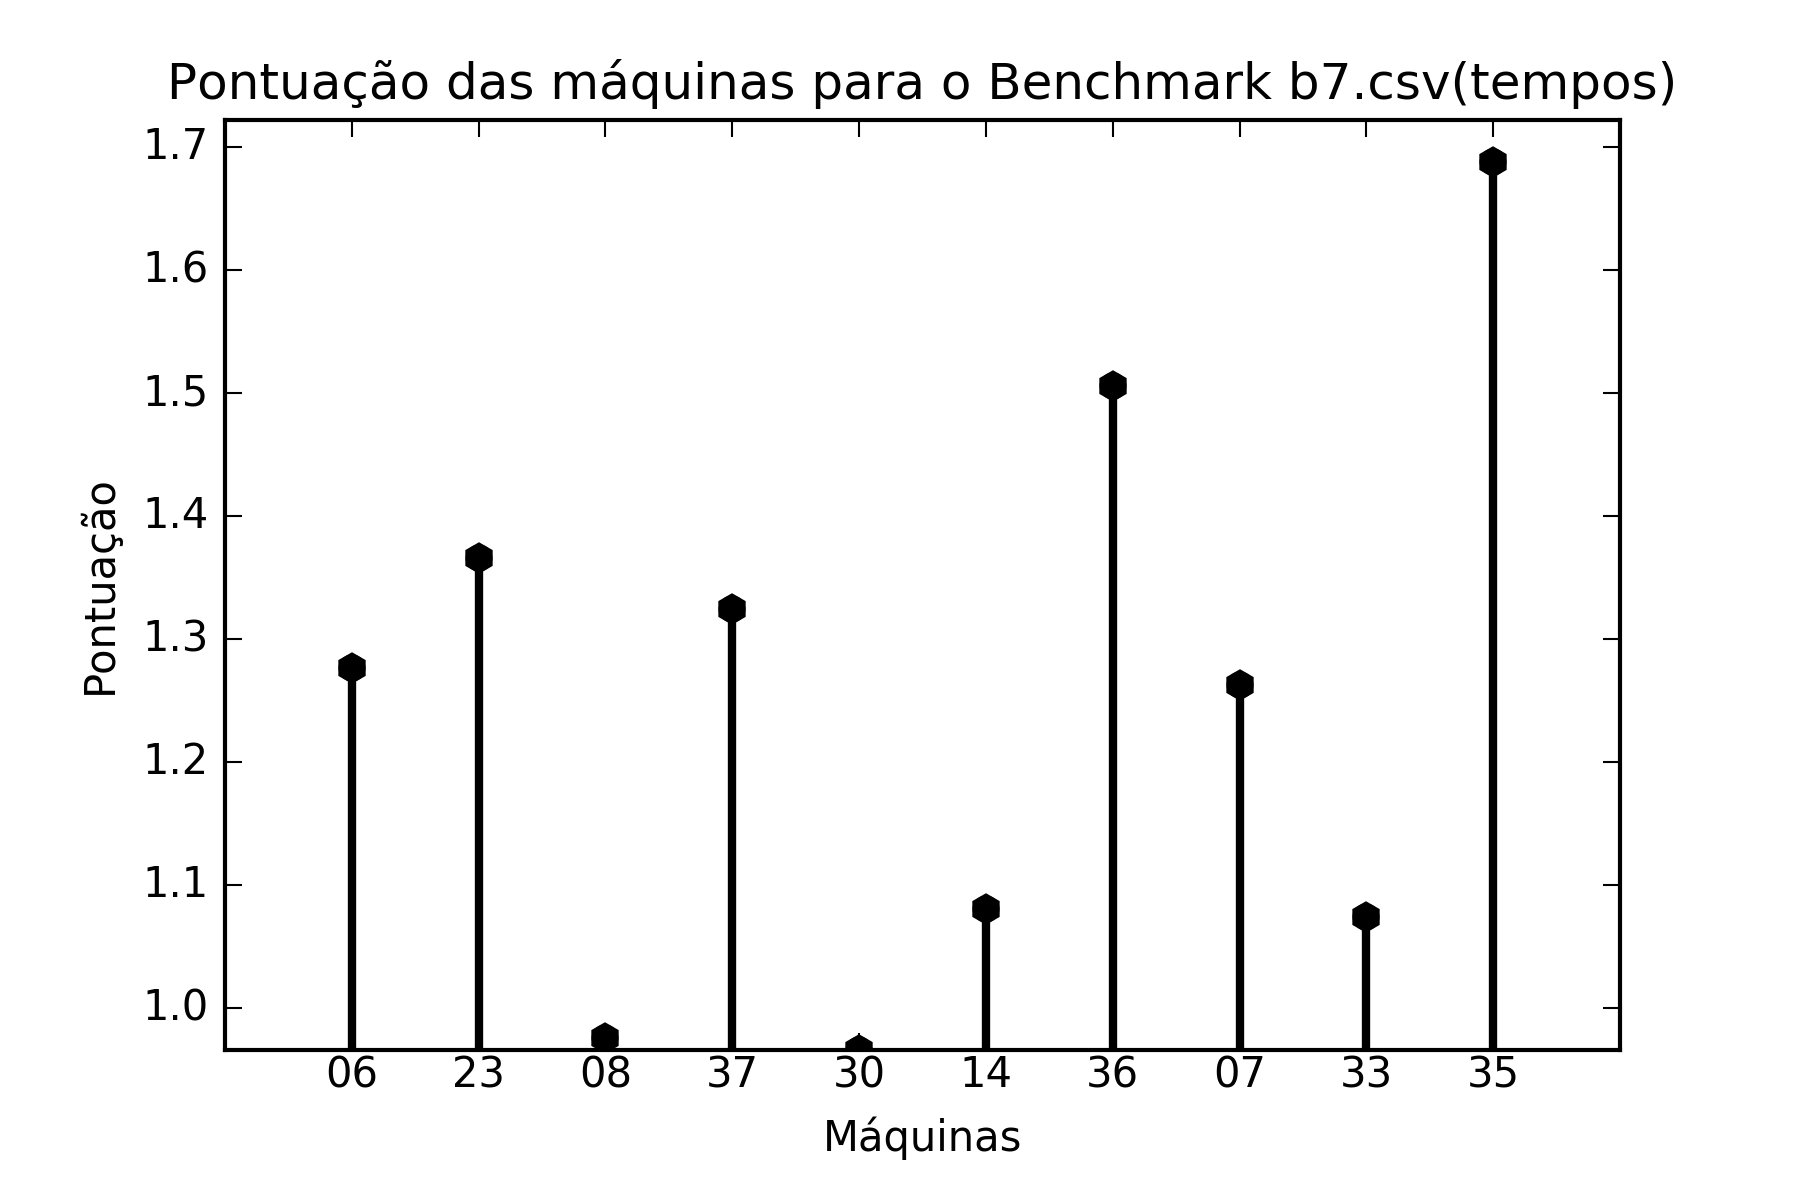 Pontuação das máquinas para o Benchmark b7.csv(tempos)
1.7
1.6
1.5
1.4
1.3
1.2
1.1
1.0
Pontuação
06 23 08 37 30 14 36 07 33 35
Máquinas